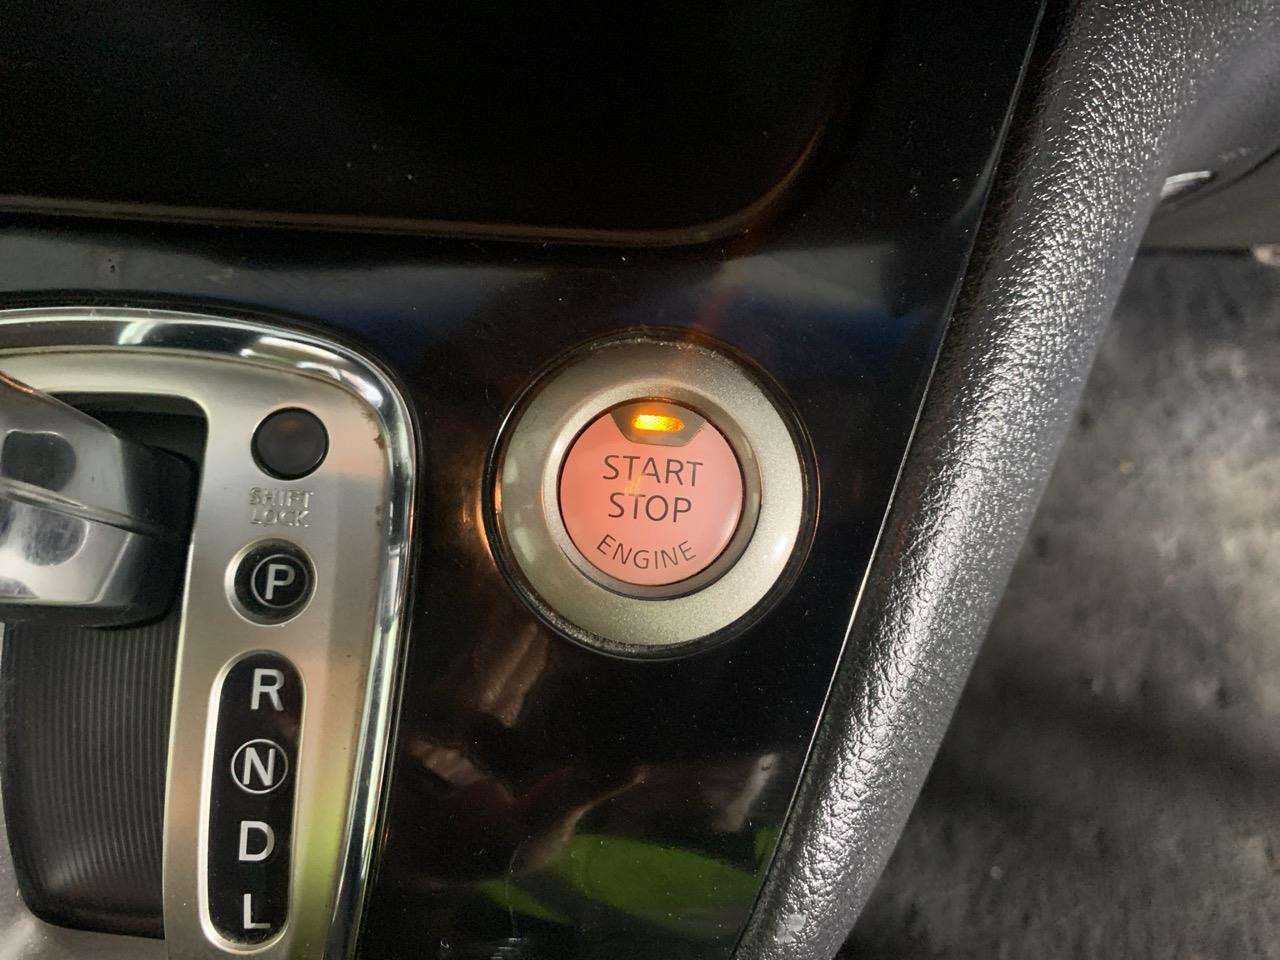 SHIFT
LOCK
P
R
N
D
L
START
STOP
ENGINE